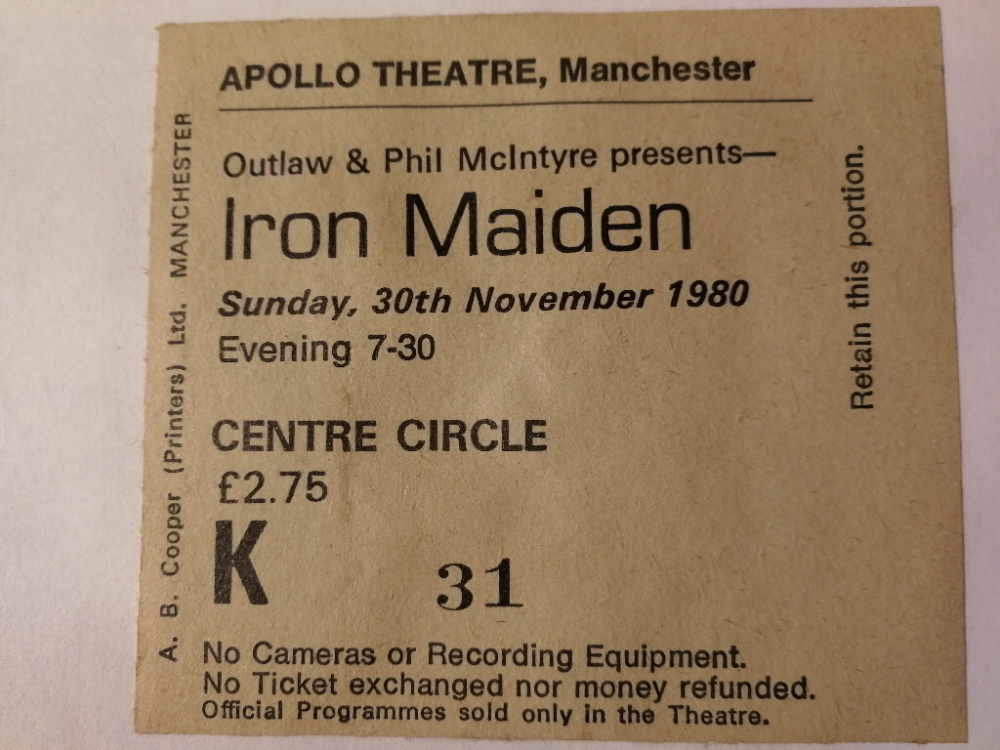 APOLLO THEATRE, Manchester
Outlaw & Phil McIntyre presents—
Iron Maiden
Sunday, 30th November 1980
Evening 7-30
CENTRE CIRCLE
£2.75
K 31
No Cameras or Recording Equipment.
No Ticket exchanged nor money refunded.
Official Programmes sold only in the Theatre.
A. B. Cooper (Printers) Ltd. MANCHESTER
Retain this portion.